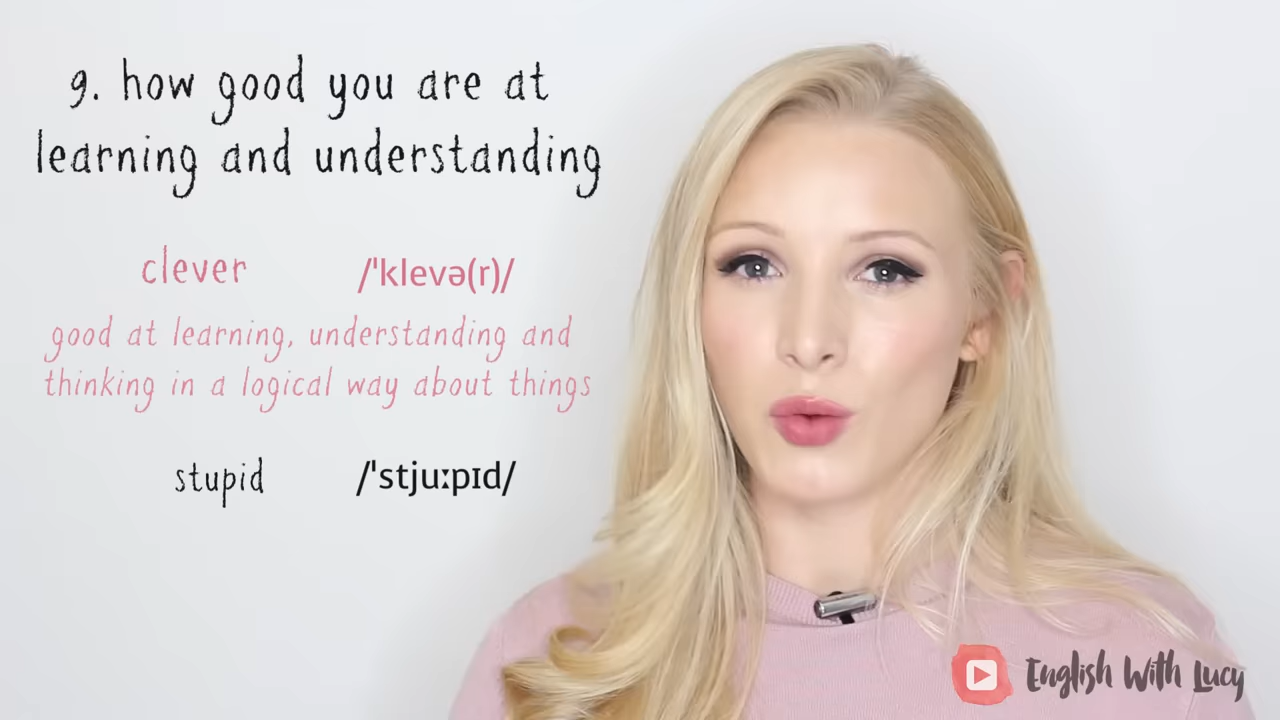 9. how good you are at
learning and understanding
clever /ˈklevə(r)/
good at learning, understanding and
thinking in a logical way about things
stupid /ˈstjuːpɪd/
English With Lucy